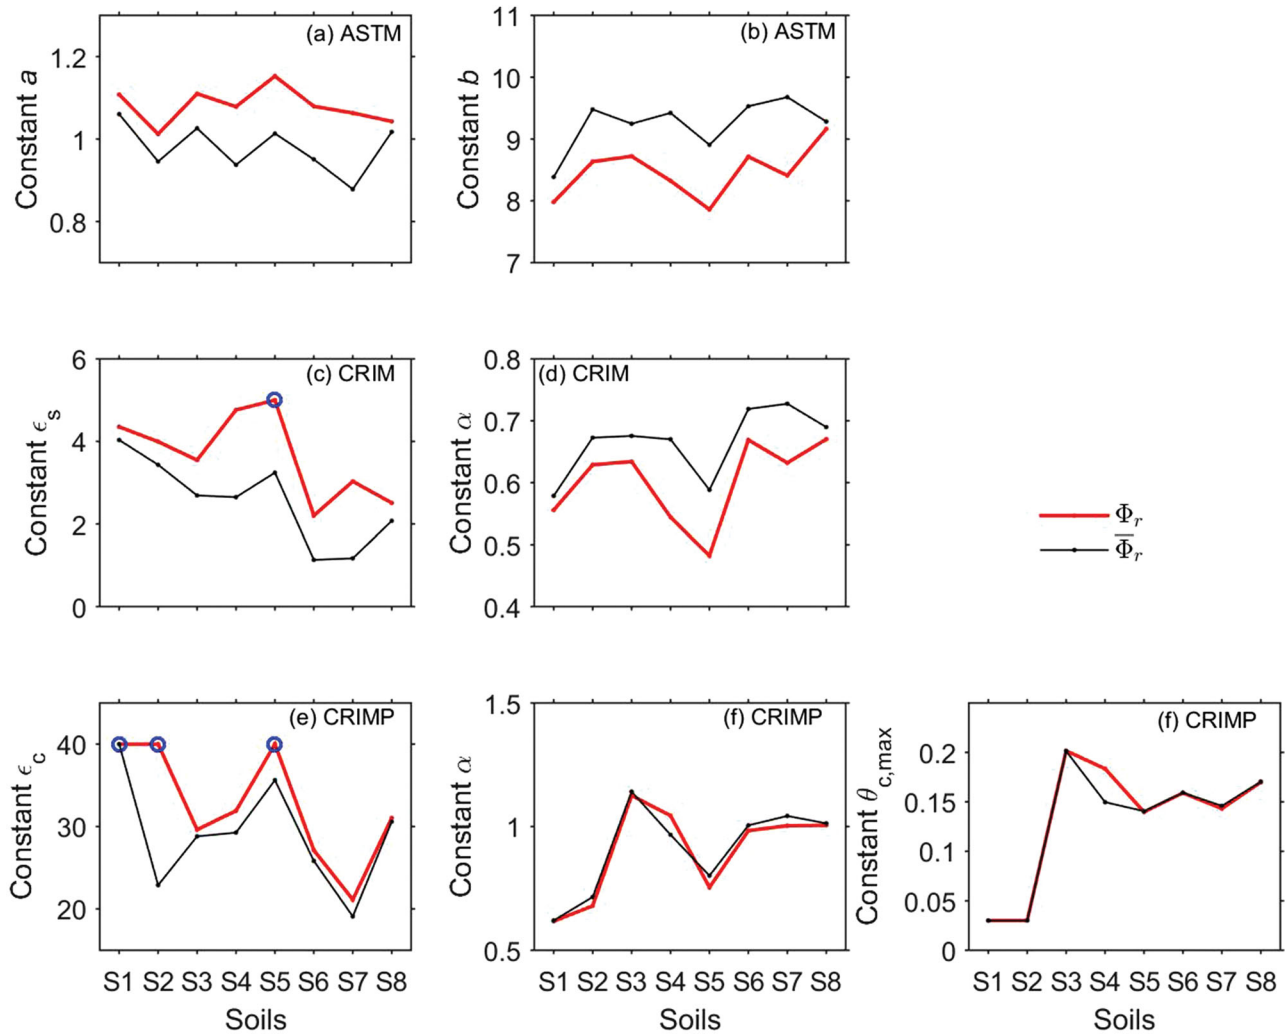 (a) ASTM
Constant a
1.2
1
0.8
(b) ASTM
Constant b
11
10
9
8
7
(c) CRIM
Constant ϵs
6
4
2
0
(d) CRIM
Constant α
0.8
0.7
0.6
0.5
0.4
Φr
Φ̅r
(e) CRIMP
Constant ϵc
40
30
20
S1 S2 S3 S4 S5 S6 S7 S8
Soils
(f) CRIMP
Constant α
1.5
1
0.5
S1 S2 S3 S4 S5 S6 S7 S8
Soils
(f) CRIMP
Constant θc,max
0.2
0.15
0.1
0.05
0
S1 S2 S3 S4 S5 S6 S7 S8
Soils